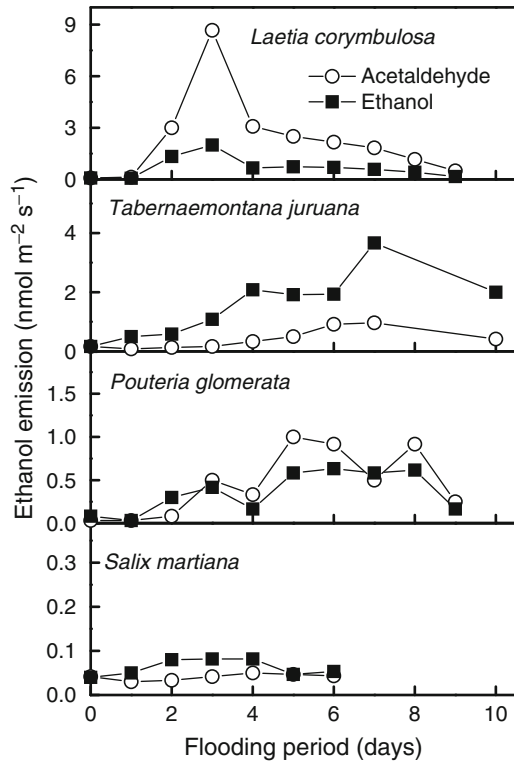 9
Laetia corymbulosa
Acetaldehyde
6
Ethanol
3
0
Tabernaemontana juruana
4
2
0
Pouteria glomerata
1.5
1.0
0.5
0.0
Salix martiana
0.3
0.2
0.1
0.0
0 2 4 6 8 10
Flooding period (days)
Ethanol emission (nmol m⁻² s⁻¹)